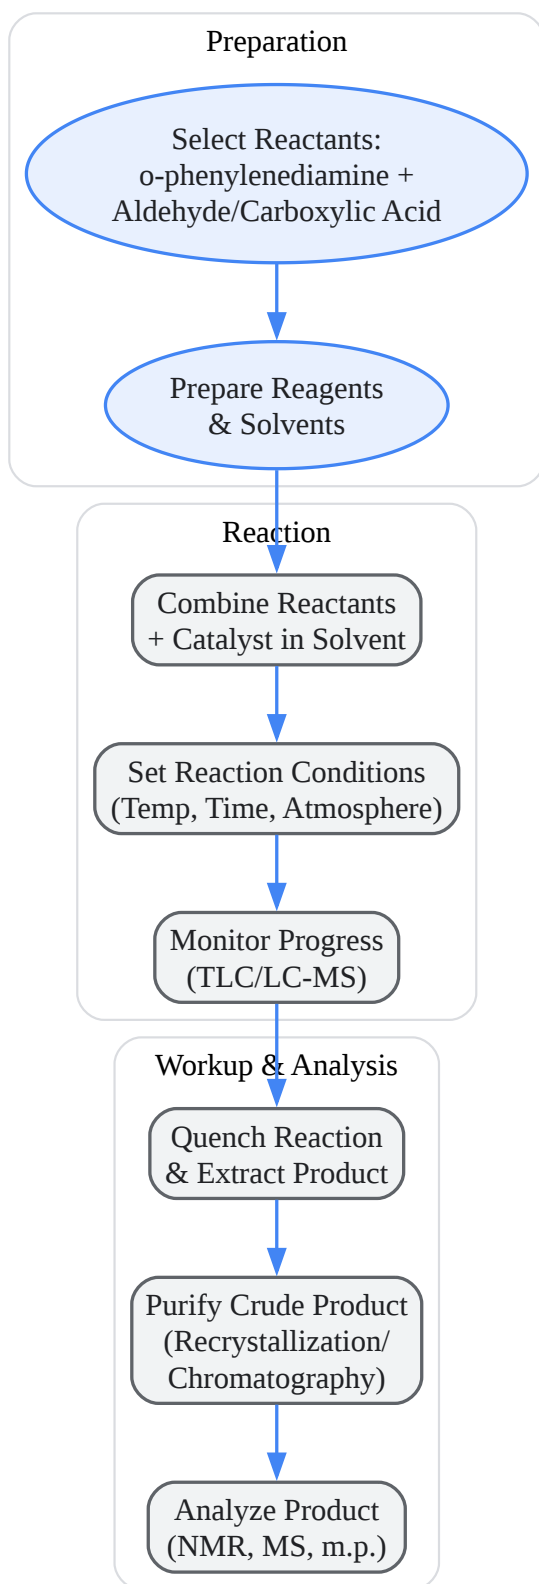 Preparation
Select Reactants:
o-phenylenediamine +
Aldehyde/Carboxylic Acid
Prepare Reagents
& Solvents
Reaction
Combine Reactants
+ Catalyst in Solvent
Set Reaction Conditions
(Temp, Time, Atmosphere)
Monitor Progress
(TLC/LC-MS)
Workup & Analysis
Quench Reaction
& Extract Product
Purify Crude Product
(Recrystallization/
Chromatography)
Analyze Product
(NMR, MS, m.p.)